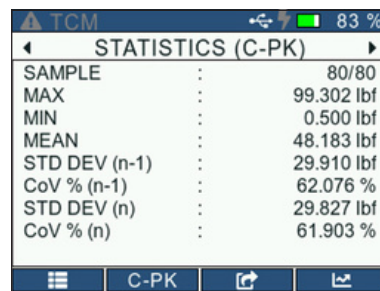 TCM 83 %
STATISTICS (C-PK)
SAMPLE : 80/80
MAX : 99.302 lbf
MIN : 0.500 lbf
MEAN : 48.183 lbf
STD DEV (n-1) : 29.910 lbf
CoV % (n-1) : 62.076 %
STD DEV (n) : 29.827 lbf
CoV % (n) : 61.903 %
C-PK